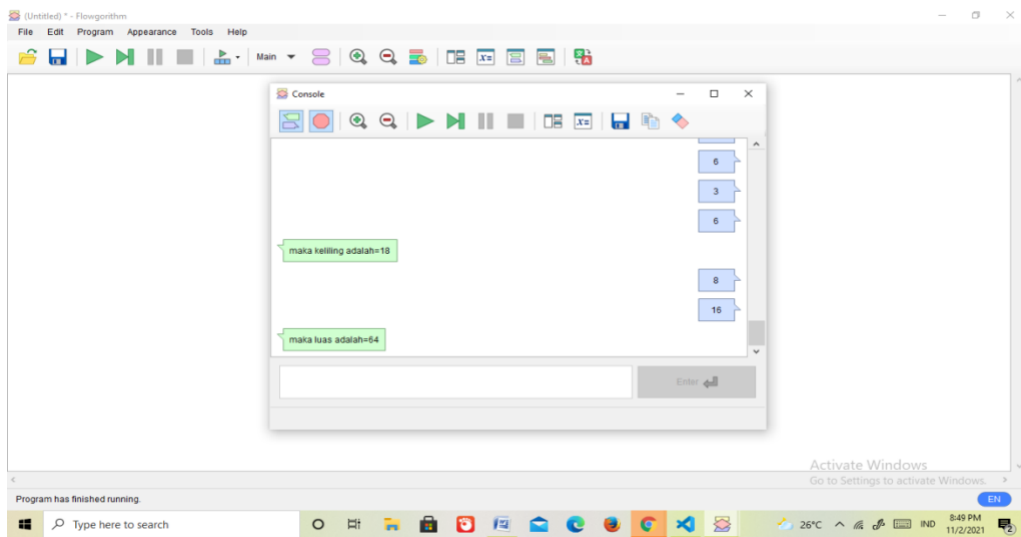 (Untitled) * - Flowgorithm
File Edit Program Appearance Tools Help
Main
x=
Console
x=
6
3
6
maka keliling adalah=18
8
16
maka luas adalah=64
Enter
Activate Windows
Go to Settings to activate Windows.
Program has finished running.
EN
Type here to search
26°C
IND
8:49 PM
11/2/2021
2